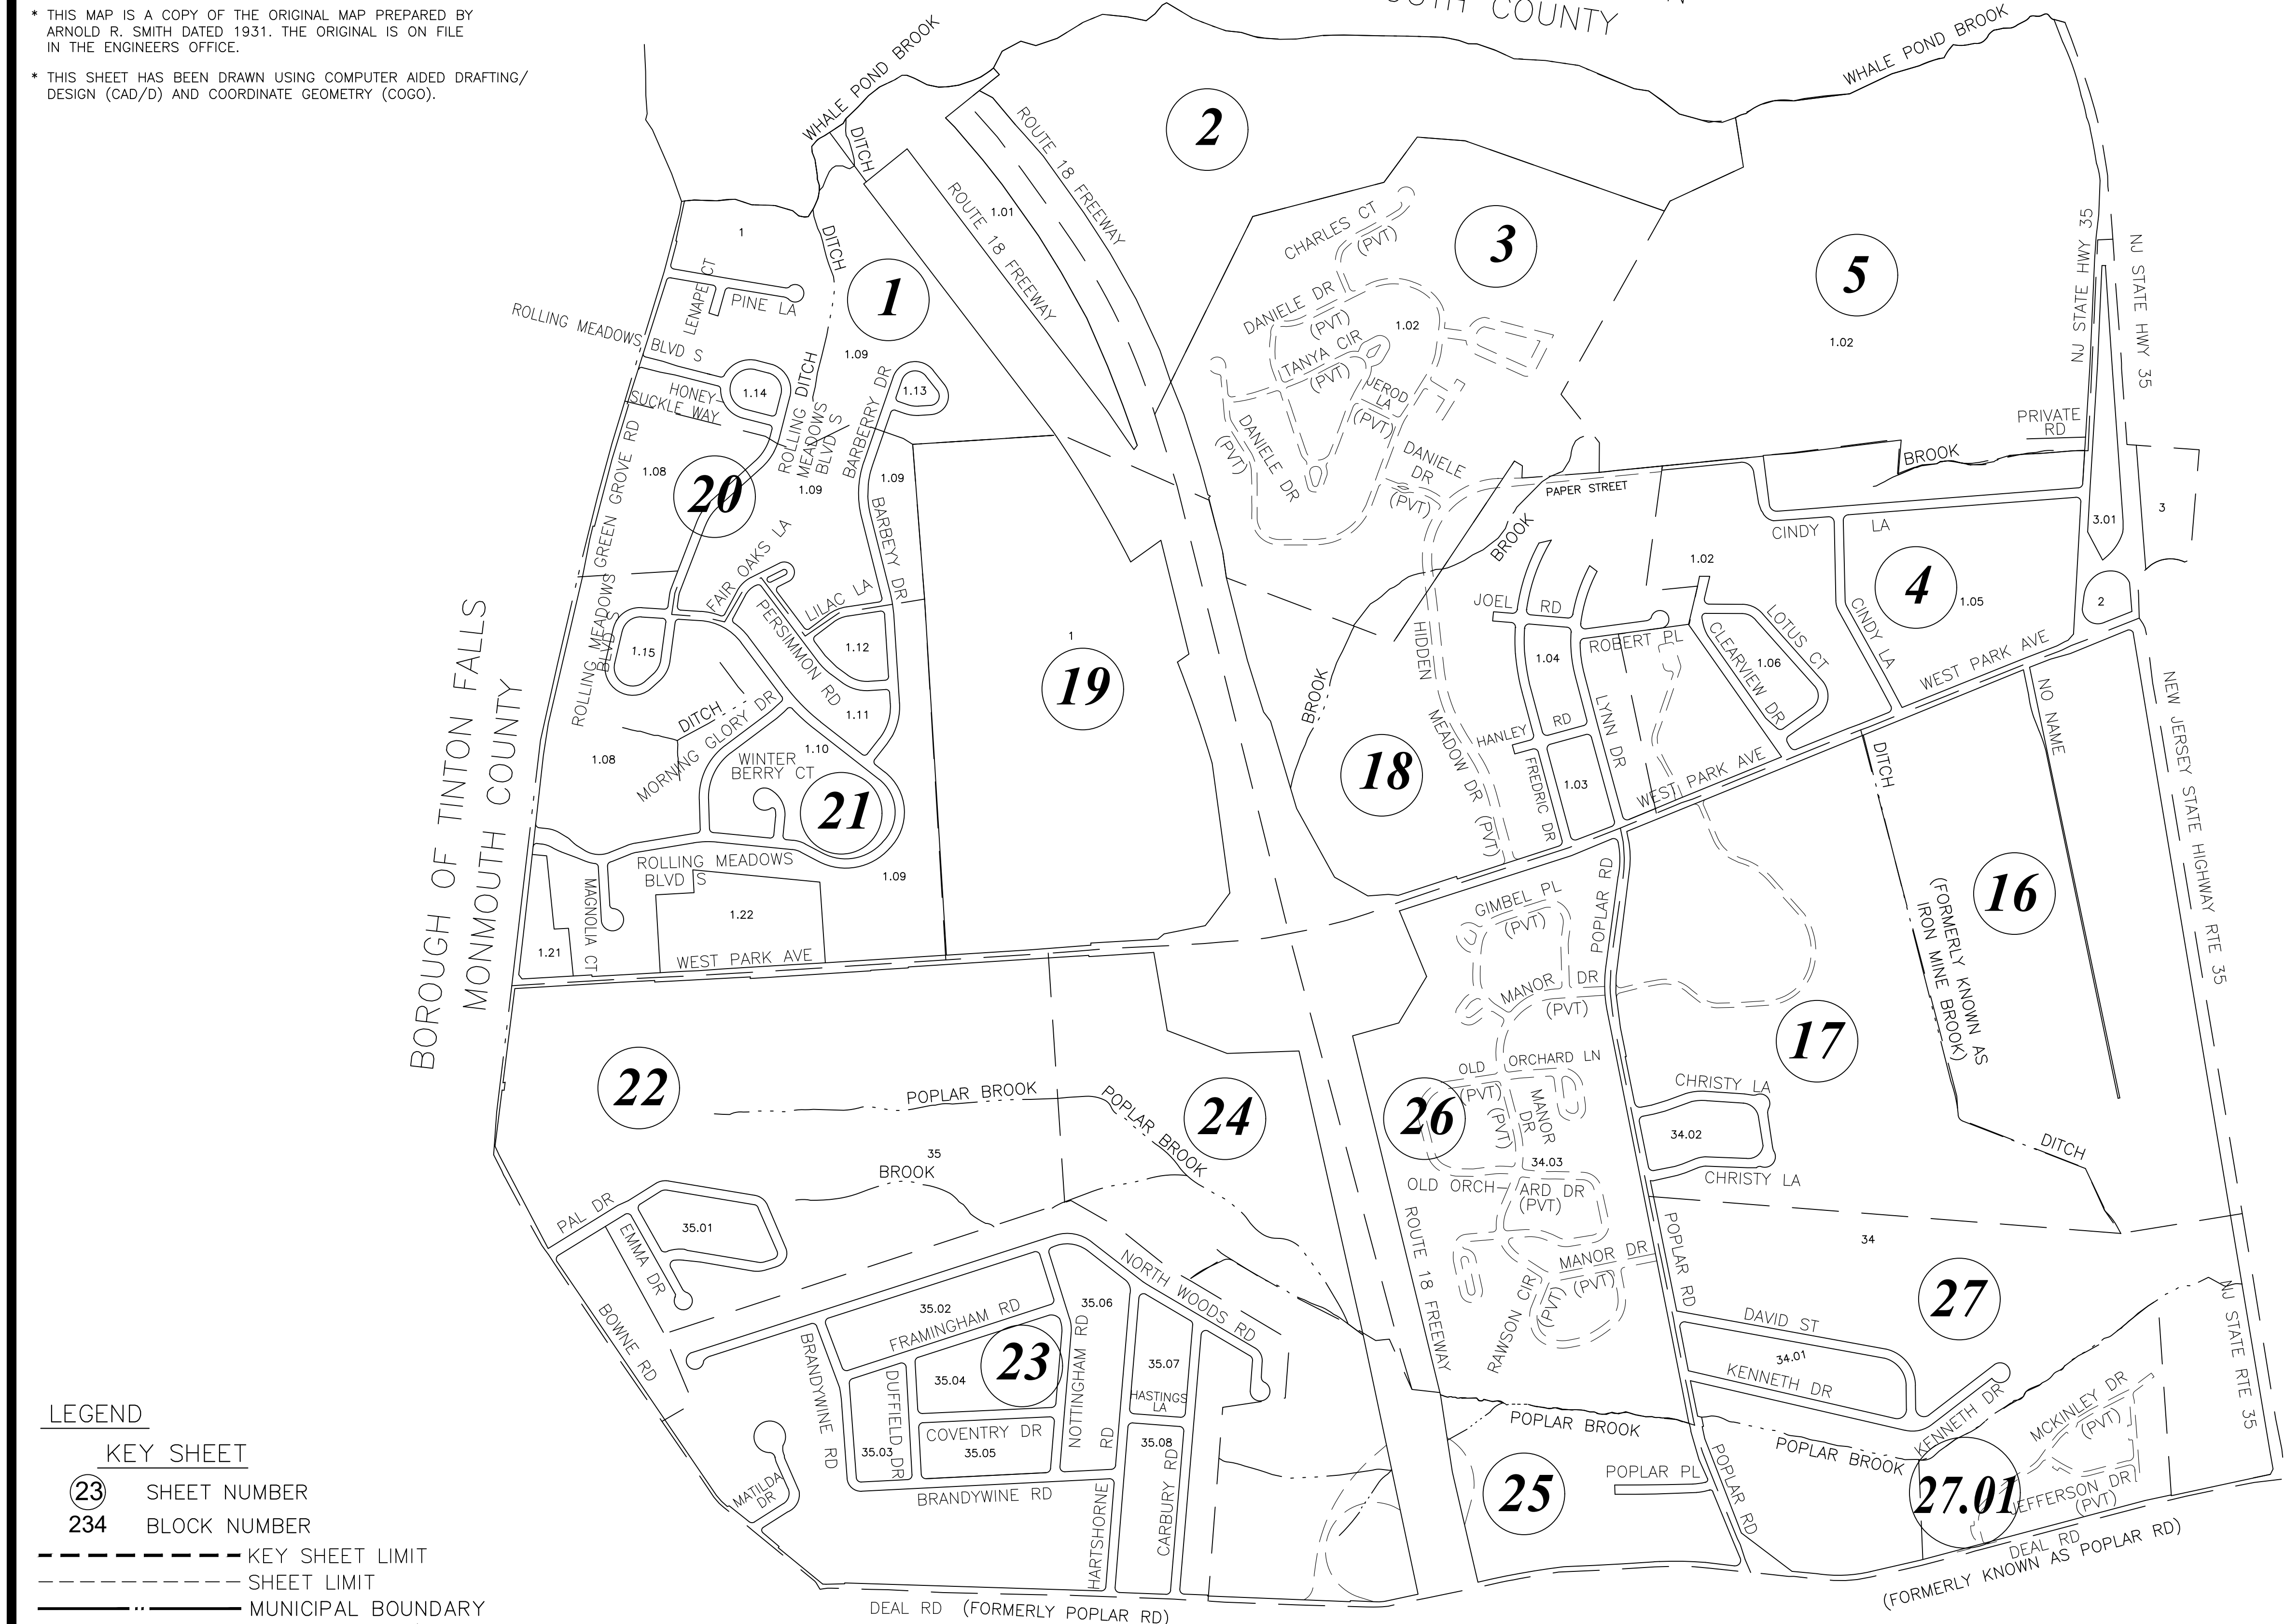 * THIS MAP IS A COPY OF THE ORIGINAL MAP PREPARED BY
ARNOLD R. SMITH DATED 1931. THE ORIGINAL IS ON FILE
IN THE ENGINEERS OFFICE.
* THIS SHEET HAS BEEN DRAWN USING COMPUTER AIDED DRAFTING/
DESIGN (CAD/D) AND COORDINATE GEOMETRY (COGO).
COUNTY
WHALE POND BROOK
WHALE POND BROOK
DITCH
ROUTE 18 FREEWAY
ROUTE 18 FREEWAY
1.01
2
1
DITCH
1
LENAPE CT
PINE LA
ROLLING MEADOWS BLVD S
HONEY-
SUCKLE WAY
1.14
1.09
1.13
DITCH
ROLLING
MEADOWS
BLVD S
BARBERRY DR
1.09
1.09
GREEN GROVE RD
1.08
20
ROLLING MEADOWS
BLVD S
1.15
ROLLING MEADOWS
FAIR OAKS LA
BARBEYY DR
LILAC LA
1.12
PERSIMMON RD
1.11
DITCH
MORNING GLORY DR
1.08
1.10
WINTER
BERRY CT
21
ROLLING MEADOWS
BLVD S
1.09
MAGNOLIA CT
1.22
1.21
WEST PARK AVE
1
19
BOROUGH OF TINTON FALLS
MONMOUTH COUNTY
CHARLES CT
(PVT)
3
DANIELE DR
(PVT)
1.02
TANYA CIR
(PVT)
JEROD
LA
(PVT)
DANIELE DR
(PVT)
DANIELE
DR
(PVT)
5
1.02
NJ STATE HWY 35
NJ STATE HWY 35
PRIVATE
RD
BROOK
PAPER STREET
BROOK
CINDY LA
3.01
3
1.02
4
1.05
2
JOEL RD
ROBERT PL
LOTUS CT
CINDY LA
CLEARVIEW DR
1.06
1.04
HIDDEN
MEADOW DR (PVT)
BROOK
18
HANLEY RD
LYNN DR
FREDRIC DR
1.03
WEST PARK AVE
WEST PARK AVE
NO NAME
DITCH
NEW JERSEY STATE HIGHWAY RTE 35
16
(FORMERLY KNOWN AS
IRON MINE BROOK)
GIMBEL PL
(PVT)
POPLAR RD
MANOR DR
(PVT)
17
OLD ORCHARD LN
(PVT)
26
MANOR
DR
(PVT)
CHRISTY LA
34.02
CHRISTY LA
DITCH
34.03
OLD ORCH-ARD DR
(PVT)
22
POPLAR BROOK
POPLAR BROOK
24
35
BROOK
PAL DR
35.01
EMMA DR
BOWNE RD
NORTH WOODS RD
ROUTE 18 FREEWAY
MANOR DR
(PVT)
RAWSON CIR
(PVT)
POPLAR RD
34
27
DAVID ST
34.01
KENNETH DR
KENNETH DR
NJ STATE RTE 35
35.02
FRAMINGHAM RD
35.06
23
35.04
NOTTINGHAM RD
35.07
HASTINGS
LA
BRANDYWINE RD
DUFFIELD DR
COVENTRY DR
35.05
35.03
RD
35.08
CARBURY RD
BRANDYWINE RD
HARTSHORNE
MATILDA
DR
POPLAR BROOK
25
POPLAR PL
POPLAR RD
POPLAR BROOK
27.01
MCKINLEY DR
(PVT)
JEFFERSON DR
(PVT)
DEAL RD
(FORMERLY KNOWN AS POPLAR RD)
DEAL RD (FORMERLY POPLAR RD)
LEGEND
KEY SHEET
23 SHEET NUMBER
234 BLOCK NUMBER
KEY SHEET LIMIT
SHEET LIMIT
MUNICIPAL BOUNDARY